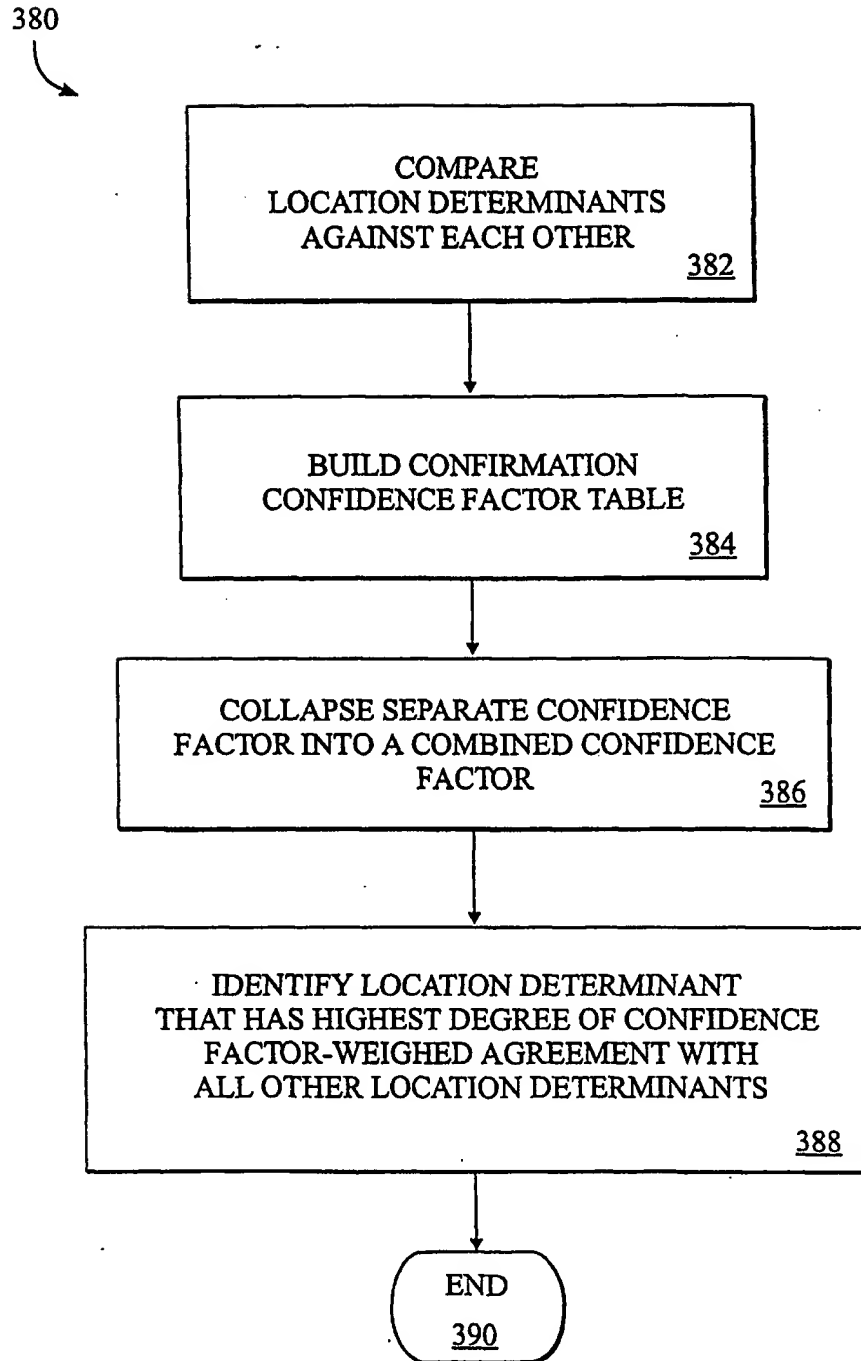 380
COMPARE
LOCATION DETERMINANTS
AGAINST EACH OTHER
382
BUILD CONFIRMATION
CONFIDENCE FACTOR TABLE
384
COLLAPSE SEPARATE CONFIDENCE
FACTOR INTO A COMBINED CONFIDENCE
FACTOR
386
IDENTIFY LOCATION DETERMINANT
THAT HAS HIGHEST DEGREE OF CONFIDENCE
FACTOR-WEIGHED AGREEMENT WITH
ALL OTHER LOCATION DETERMINANTS
388
END
390